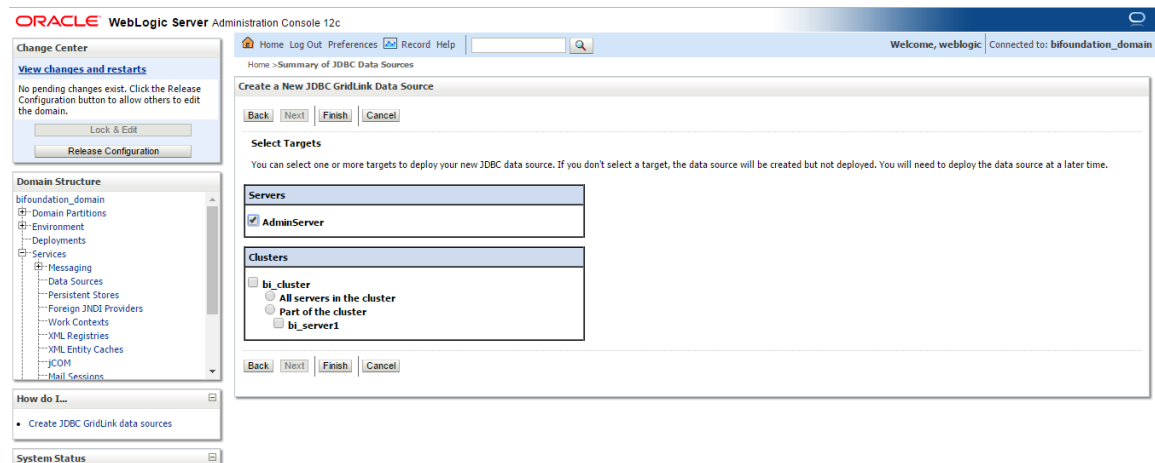 ORACLE WebLogic Server Administration Console 12c
Change Center
View changes and restarts
No pending changes exist. Click the Release
Configuration button to allow others to edit
the domain.
Lock & Edit
Release Configuration
Domain Structure
bifoundation_domain
Domain Partitions
Environment
Deployments
Services
Messaging
Data Sources
Persistent Stores
Foreign JNDI Providers
Work Contexts
XML Registries
XML Entity Caches
jCOM
Mail Sessions
How do I...
Create JDBC GridLink data sources
System Status
Home Log Out Preferences Record Help
Welcome, weblogic Connected to: bifoundation_domain
Home >Summary of JDBC Data Sources
Create a New JDBC GridLink Data Source
Back Next Finish Cancel
Select Targets
You can select one or more targets to deploy your new JDBC data source. If you don't select a target, the data source will be created but not deployed. You will need to deploy the data source at a later time.
Servers
AdminServer
Clusters
bi_cluster
All servers in the cluster
Part of the cluster
bi_server1
Back Next Finish Cancel